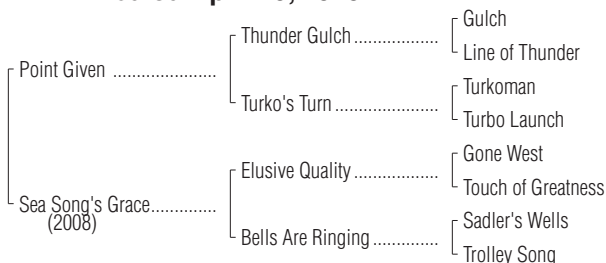 Gulch
Thunder Gulch ....................
Line of Thunder
Point Given ......................
Turkoman
Turko's Turn ......................
Turbo Launch
Gone West
Elusive Quality ..................
Touch of Greatness
Sea Song's Grace..............
(2008)
Sadler's Wells
Bells Are Ringing ..............
Trolley Song